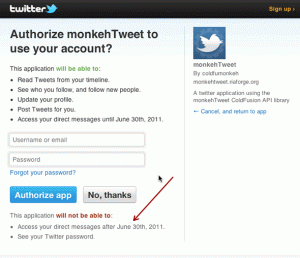 twitter
Sign up ›
Authorize monkehTweet to
use your account?
This application will be able to:
• Read Tweets from your timeline.
• See who you follow, and follow new people.
• Update your profile.
• Post Tweets for you.
• Access your direct messages until June 30th, 2011.
Username or email
Password
Forgot your password?
Authorize app
No, thanks
This application will not be able to:
• Access your direct messages after June 30th, 2011.
• See your Twitter password.
monkehTweet
By coldfumonkeh
monkehtweet.riaforge.org
A twitter application using the
monkehTweet ColdFusion API library
← Cancel, and return to app